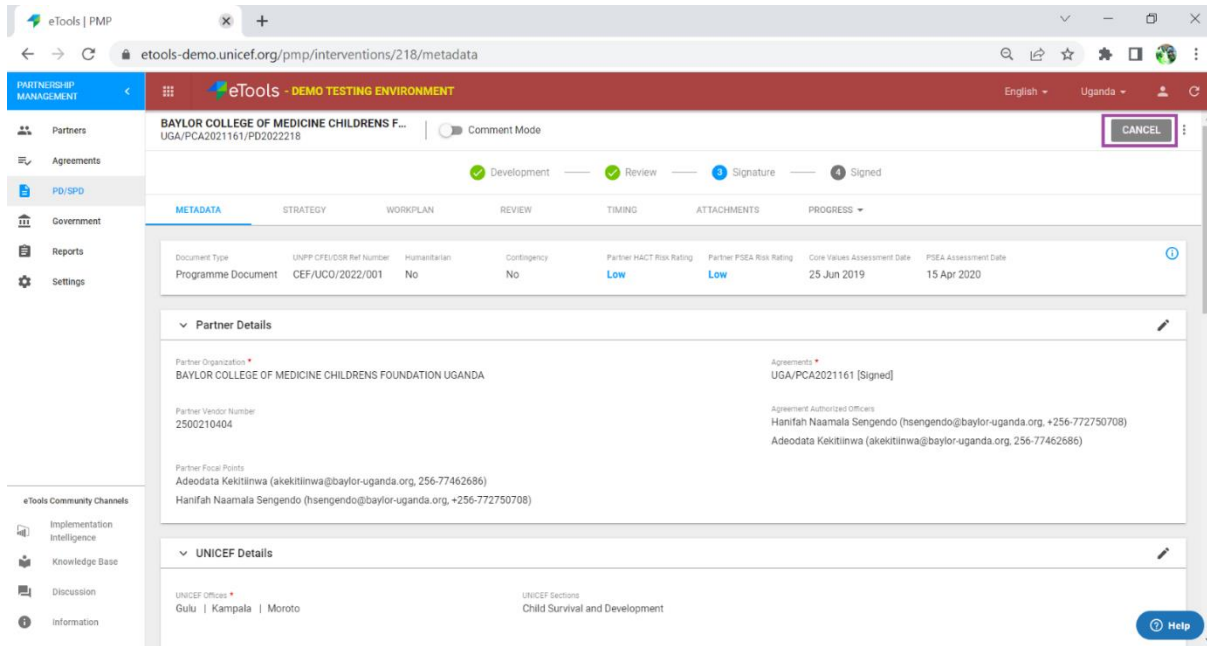 eTools | PMP
etools-demo.unicef.org/pmp/interventions/218/metadata
PARTNERSHIP MANAGEMENT
eTools - DEMO TESTING ENVIRONMENT
English
Uganda
Partners
Agreements
PD/SPD
Government
Reports
Settings
eTools Community Channels
Implementation
Intelligence
Knowledge Base
Discussion
Information
BAYLOR COLLEGE OF MEDICINE CHILDRENS F...
UGA/PCA2021161/PD2022218
Comment Mode
CANCEL
Development
Review
3 Signature
4 Signed
METADATA STRATEGY WORKPLAN REVIEW TIMING ATTACHMENTS PROGRESS
Document Type UNPP CFEI/DSR Ref Number Humanitarian Contingency Partner HACT Risk Rating Partner PSEA Risk Rating Core Values Assessment Date PSEA Assessment Date
Programme Document CEF/UCO/2022/001 No No Low Low 25 Jun 2019 15 Apr 2020
Partner Details
Partner Organization *
BAYLOR COLLEGE OF MEDICINE CHILDRENS FOUNDATION UGANDA
Agreements *
UGA/PCA2021161 [Signed]
Partner Vendor Number
2500210404
Agreement Authorized Officers
Hanifah Naamala Sengendo (hsengendo@baylor-uganda.org, +256-772750708)
Adeodata Kekitiinwa (akekitiinwa@baylor-uganda.org, 256-77462686)
Partner Focal Points
Adeodata Kekitiinwa (akekitiinwa@baylor-uganda.org, 256-77462686)
Hanifah Naamala Sengendo (hsengendo@baylor-uganda.org, +256-772750708)
UNICEF Details
UNICEF Offices *
Gulu | Kampala | Moroto
UNICEF Sections
Child Survival and Development
Help